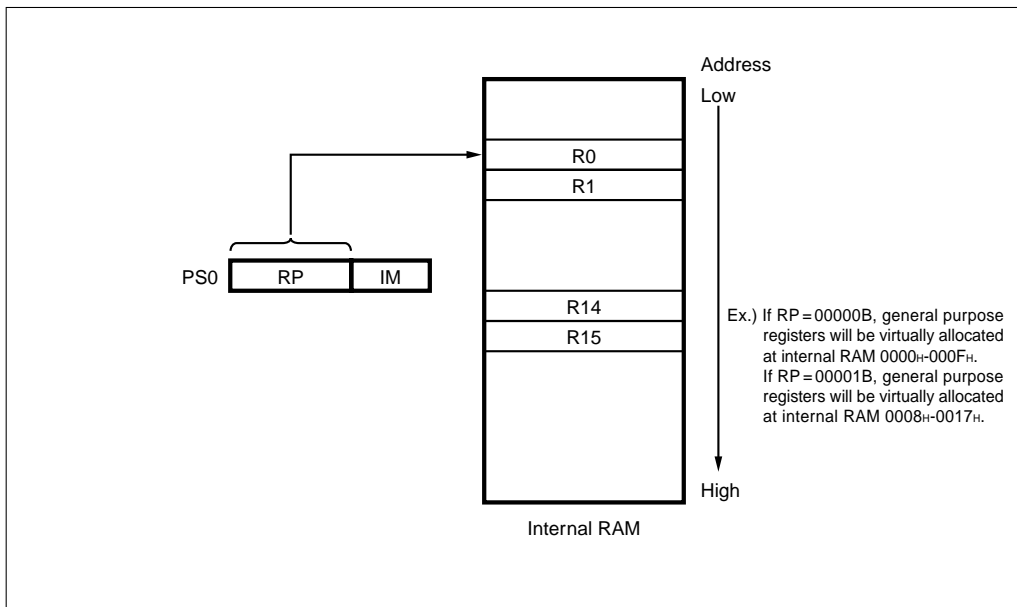 Address
Low
R0
R1
PS0 RP IM
R14
R15
Ex.) If RP=00000B, general purpose
registers will be virtually allocated
at internal RAM 0000H-000FH.
If RP=00001B, general purpose
registers will be virtually allocated
at internal RAM 0008H-0017H.
High
Internal RAM